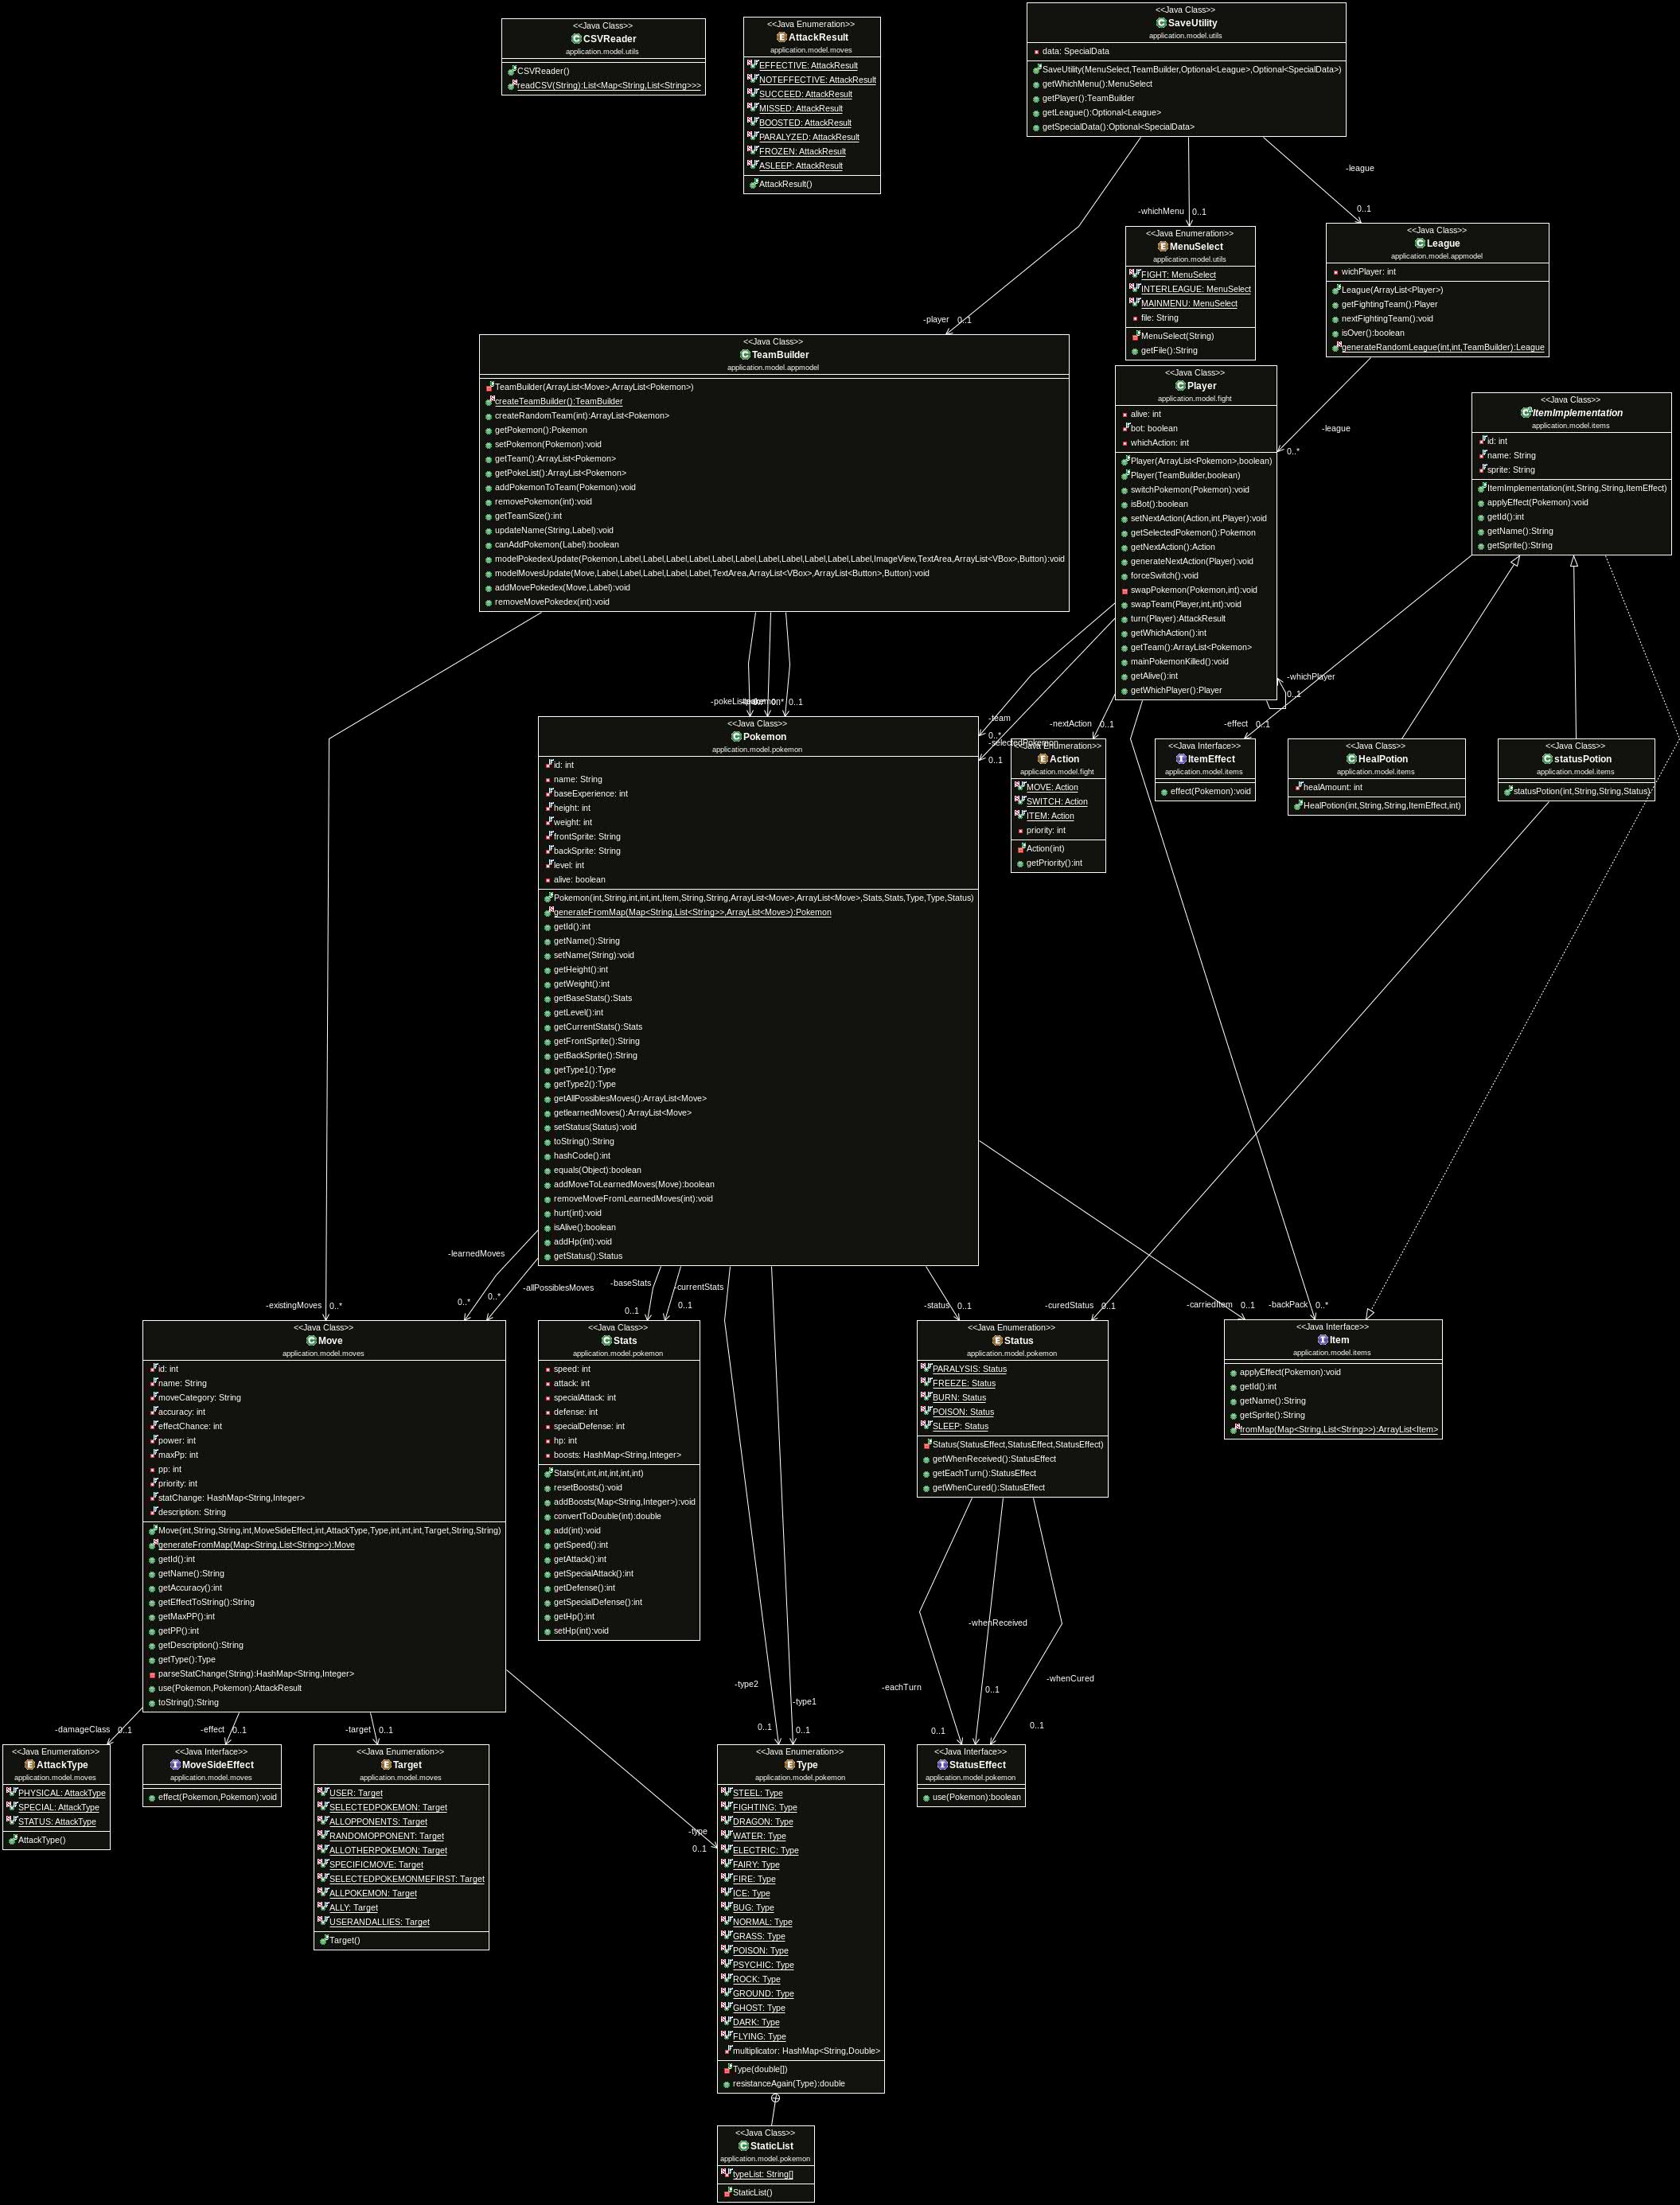 <<Java Class>>
CSVReader
application.model.utils
CSVReader()
readCSV(String):List<Map<String,List<String>>>
<<Java Enumeration>>
AttackResult
application.model.moves
EFFECTIVE: AttackResult
NOTEFFECTIVE: AttackResult
SUCCEED: AttackResult
MISSED: AttackResult
BOOSTED: AttackResult
PARALYZED: AttackResult
FROZEN: AttackResult
ASLEEP: AttackResult
AttackResult()
<<Java Class>>
SaveUtility
application.model.utils
data: SpecialData
SaveUtility(MenuSelect,TeamBuilder,Optional<League>,Optional<SpecialData>)
getWhichMenu():MenuSelect
getPlayer():TeamBuilder
getLeague():Optional<League>
getSpecialData():Optional<SpecialData>
-league
0..1
-whichMenu
0..1
-player
0..1
<<Java Enumeration>>
MenuSelect
application.model.utils
FIGHT: MenuSelect
INTERLEAGUE: MenuSelect
MAINMENU: MenuSelect
file: String
MenuSelect(String)
getFile():String
<<Java Class>>
League
application.model.appmodel
wichPlayer: int
League(ArrayList<Player>)
getFightingTeam():Player
nextFightingTeam():void
isOver():boolean
generateRandomLeague(int,int,TeamBuilder):League
-league
0..*
<<Java Class>>
TeamBuilder
application.model.appmodel
TeamBuilder(ArrayList<Move>,ArrayList<Pokemon>)
createTeamBuilder():TeamBuilder
createRandomTeam(int):ArrayList<Pokemon>
getPokemon():Pokemon
setPokemon(Pokemon):void
getTeam():ArrayList<Pokemon>
getPokeList():ArrayList<Pokemon>
addPokemonToTeam(Pokemon):void
removePokemon(int):void
getTeamSize():int
updateName(String,Label):void
canAddPokemon(Label):boolean
modelPokedexUpdate(Pokemon,Label,Label,Label,Label,Label,Label,Label,Label,Label,Label,Label,ImageView,TextArea,ArrayList<VBox>,Button):void
modelMovesUpdate(Move,Label,Label,Label,Label,Label,TextArea,ArrayList<VBox>,ArrayList<Button>,Button):void
addMovePokedex(Move,Label):void
removeMovePokedex(int):void
<<Java Class>>
Player
application.model.fight
alive: int
bot: boolean
whichAction: int
Player(ArrayList<Pokemon>,boolean)
Player(TeamBuilder,boolean)
switchPokemon(Pokemon):void
isBot():boolean
setNextAction(Action,int,Player):void
getSelectedPokemon():Pokemon
getNextAction():Action
generateNextAction(Player):void
forceSwitch():void
swapPokemon(Pokemon,int):void
swapTeam(Player,int,int):void
turn(Player):AttackResult
getWhichAction():int
getTeam():ArrayList<Pokemon>
mainPokemonKilled():void
getAlive():int
getWhichPlayer():Player
<<Java Class>>
ItemImplementation
application.model.items
id: int
name: String
sprite: String
ItemImplementation(int,String,String,ItemEffect)
applyEffect(Pokemon):void
getId():int
getName():String
getSprite():String
-whichPlayer
0..1
0..1
-team
0..*
-selectedPokemon
0..1
-nextAction
0..1
-effect
0..1
<<Java Class>>
Pokemon
application.model.pokemon
id: int
name: String
baseExperience: int
height: int
weight: int
frontSprite: String
backSprite: String
level: int
alive: boolean
Pokemon(int,String,int,int,int,Item,String,String,ArrayList<Move>,ArrayList<Move>,Stats,Stats,Type,Type,Status)
generateFromMap(Map<String,List<String>>,ArrayList<Move>):Pokemon
getId():int
getName():String
setName(String):void
getHeight():int
getWeight():int
getBaseStats():Stats
getLevel():int
getCurrentStats():Stats
getFrontSprite():String
getBackSprite():String
getType1():Type
getType2():Type
getAllPossiblesMoves():ArrayList<Move>
getlearnedMoves():ArrayList<Move>
setStatus(Status):void
toString():String
hashCode():int
equals(Object):boolean
addMoveToLearnedMoves(Move):boolean
removeMoveFromLearnedMoves(int):void
hurt(int):void
isAlive():boolean
addHp(int):void
getStatus():Status
<<Java Enumeration>>
Action
application.model.fight
MOVE: Action
SWITCH: Action
ITEM: Action
priority: int
Action(int)
getPriority():int
<<Java Interface>>
ItemEffect
application.model.items
effect(Pokemon):void
<<Java Class>>
HealPotion
application.model.items
healAmount: int
HealPotion(int,String,String,ItemEffect,int)
<<Java Class>>
statusPotion
application.model.items
statusPotion(int,String,String,Status)
-learnedMoves
0..*
-allPossiblesMoves
0..*
-baseStats
0..1
-currentStats
0..1
-existingMoves
0..*
-status
0..1
-curedStatus
0..1
-carriedItem
0..1
-backPack
0..*
<<Java Class>>
Move
application.model.moves
id: int
name: String
moveCategory: String
accuracy: int
effectChance: int
power: int
maxPp: int
pp: int
priority: int
statChange: HashMap<String,Integer>
description: String
Move(int,String,String,int,MoveSideEffect,int,AttackType,Type,int,int,int,Target,String,String)
generateFromMap(Map<String,List<String>>):Move
getId():int
getName():String
getAccuracy():int
getEffectToString():String
getMaxPP():int
getPP():int
getDescription():String
getType():Type
parseStatChange(String):HashMap<String,Integer>
use(Pokemon,Pokemon):AttackResult
toString():String
<<Java Class>>
Stats
application.model.pokemon
speed: int
attack: int
specialAttack: int
defense: int
specialDefense: int
hp: int
boosts: HashMap<String,Integer>
Stats(int,int,int,int,int,int)
resetBoosts():void
addBoosts(Map<String,Integer>):void
convertToDouble(int):double
add(int):void
getSpeed():int
getAttack():int
getSpecialAttack():int
getDefense():int
getSpecialDefense():int
getHp():int
setHp(int):void
<<Java Enumeration>>
Status
application.model.pokemon
PARALYSIS: Status
FREEZE: Status
BURN: Status
POISON: Status
SLEEP: Status
Status(StatusEffect,StatusEffect,StatusEffect)
getWhenReceived():StatusEffect
getEachTurn():StatusEffect
getWhenCured():StatusEffect
<<Java Interface>>
Item
application.model.items
applyEffect(Pokemon):void
getId():int
getName():String
getSprite():String
fromMap(Map<String,List<String>>):ArrayList<Item>
-damageClass
0..1
-effect
0..1
-target
0..1
-type
0..1
-type2
0..1
-type1
0..1
-eachTurn
0..1
-whenReceived
0..1
-whenCured
0..1
<<Java Enumeration>>
AttackType
application.model.moves
PHYSICAL: AttackType
SPECIAL: AttackType
STATUS: AttackType
AttackType()
<<Java Interface>>
MoveSideEffect
application.model.moves
effect(Pokemon,Pokemon):void
<<Java Enumeration>>
Target
application.model.moves
USER: Target
SELECTEDPOKEMON: Target
ALLOPPONENTS: Target
RANDOMOPPONENT: Target
ALLOTHERPOKEMON: Target
SPECIFICMOVE: Target
SELECTEDPOKEMONMEFIRST: Target
ALLPOKEMON: Target
ALLY: Target
USERANDALLIES: Target
Target()
<<Java Enumeration>>
Type
application.model.pokemon
STEEL: Type
FIGHTING: Type
DRAGON: Type
WATER: Type
ELECTRIC: Type
FAIRY: Type
FIRE: Type
ICE: Type
BUG: Type
NORMAL: Type
GRASS: Type
POISON: Type
PSYCHIC: Type
ROCK: Type
GROUND: Type
GHOST: Type
DARK: Type
FLYING: Type
multiplicator: HashMap<String,Double>
Type(double[])
resistanceAgain(Type):double
<<Java Interface>>
StatusEffect
application.model.pokemon
use(Pokemon):boolean
<<Java Class>>
StaticList
application.model.pokemon
typeList: String[]
StaticList()